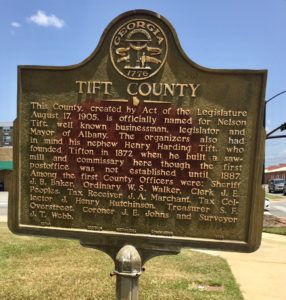 GEORGIA
1776
TIFT COUNTY
This County, created by Act of the Legislature
August 17, 1905, is officially named for Nelson
Tift, well known businessman, legislator and
Mayor of Albany. The organizers also had
in mind his nephew Henry Harding Tift, who
founded Tifton in 1872, when he built a saw-
mill and commissary here though the first
postoffice was not established until 1887.
Among the first County Officers were: Sheriff
J. B. Baker, Ordinary W. S. Walker, Clerk J. E.
Peoples, Tax Receiver J. A. Marchant, Tax Col-
lector J. Henry Hutchinson, Treasurer S. F.
Overstreet, Coroner J. E. Johns and Surveyor
J. T. Webb.